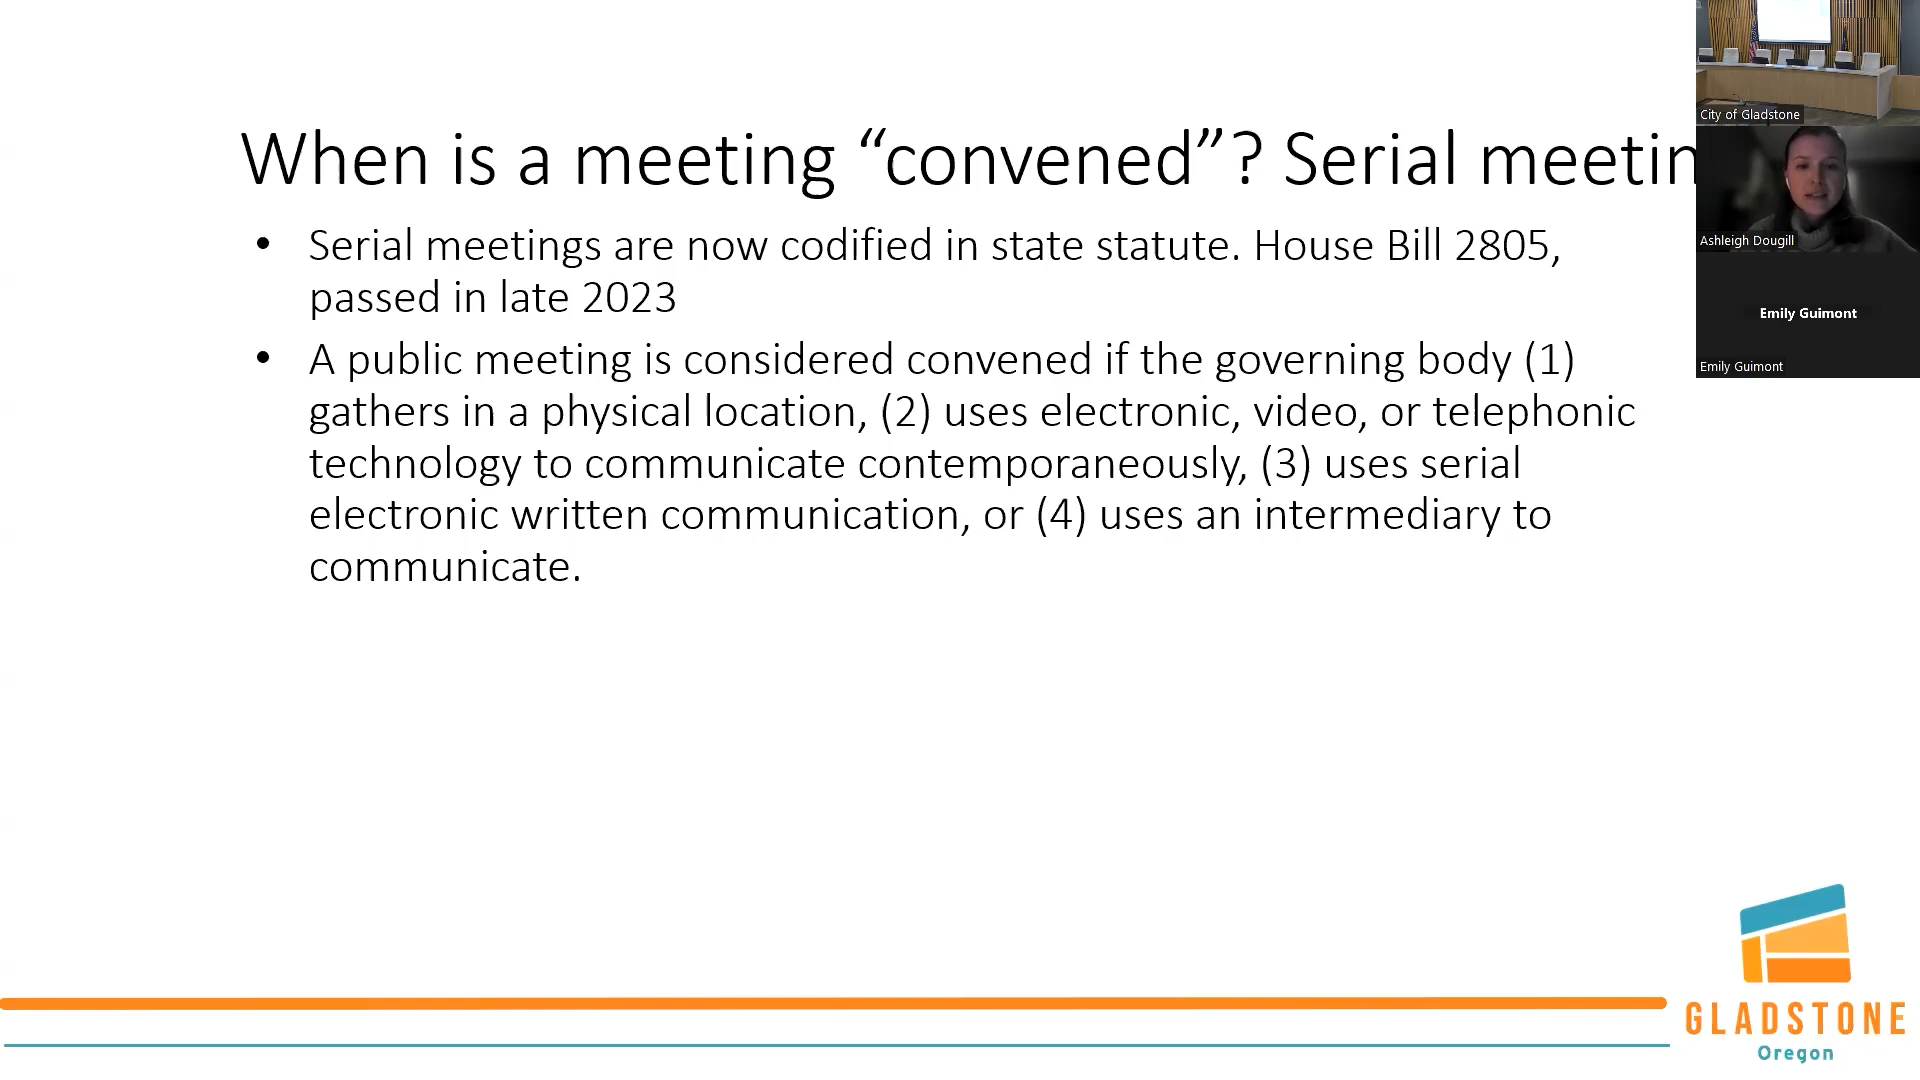 When is a meeting “convened”? Serial meetin
• Serial meetings are now codified in state statute. House Bill 2805,
passed in late 2023
• A public meeting is considered convened if the governing body (1)
gathers in a physical location, (2) uses electronic, video, or telephonic
technology to communicate contemporaneously, (3) uses serial
electronic written communication, or (4) uses an intermediary to
communicate.
City of Gladstone
Ashleigh Dougill
Emily Guimont
Emily Guimont
GLADSTONE
Oregon